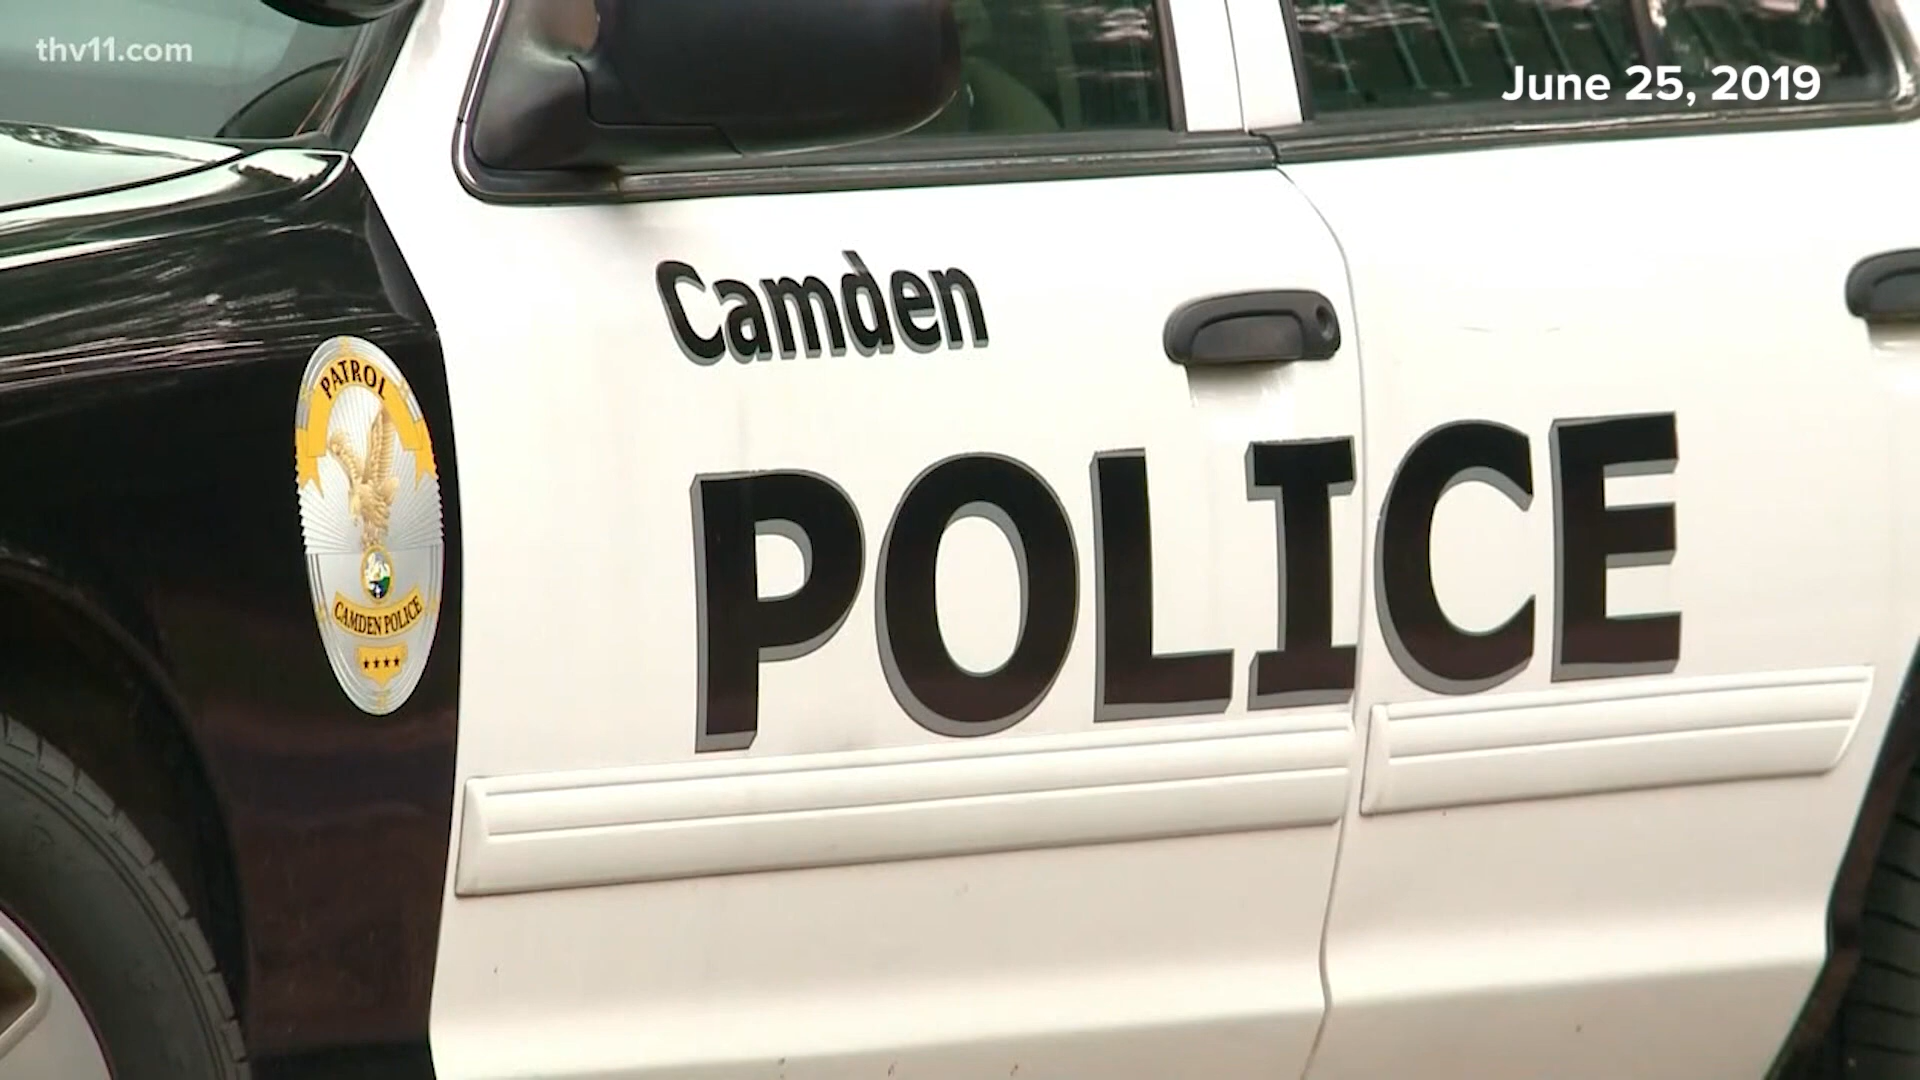 thv11.com
June 25, 2019
Camden
POLICE
PATROL
CAMDEN POLICE